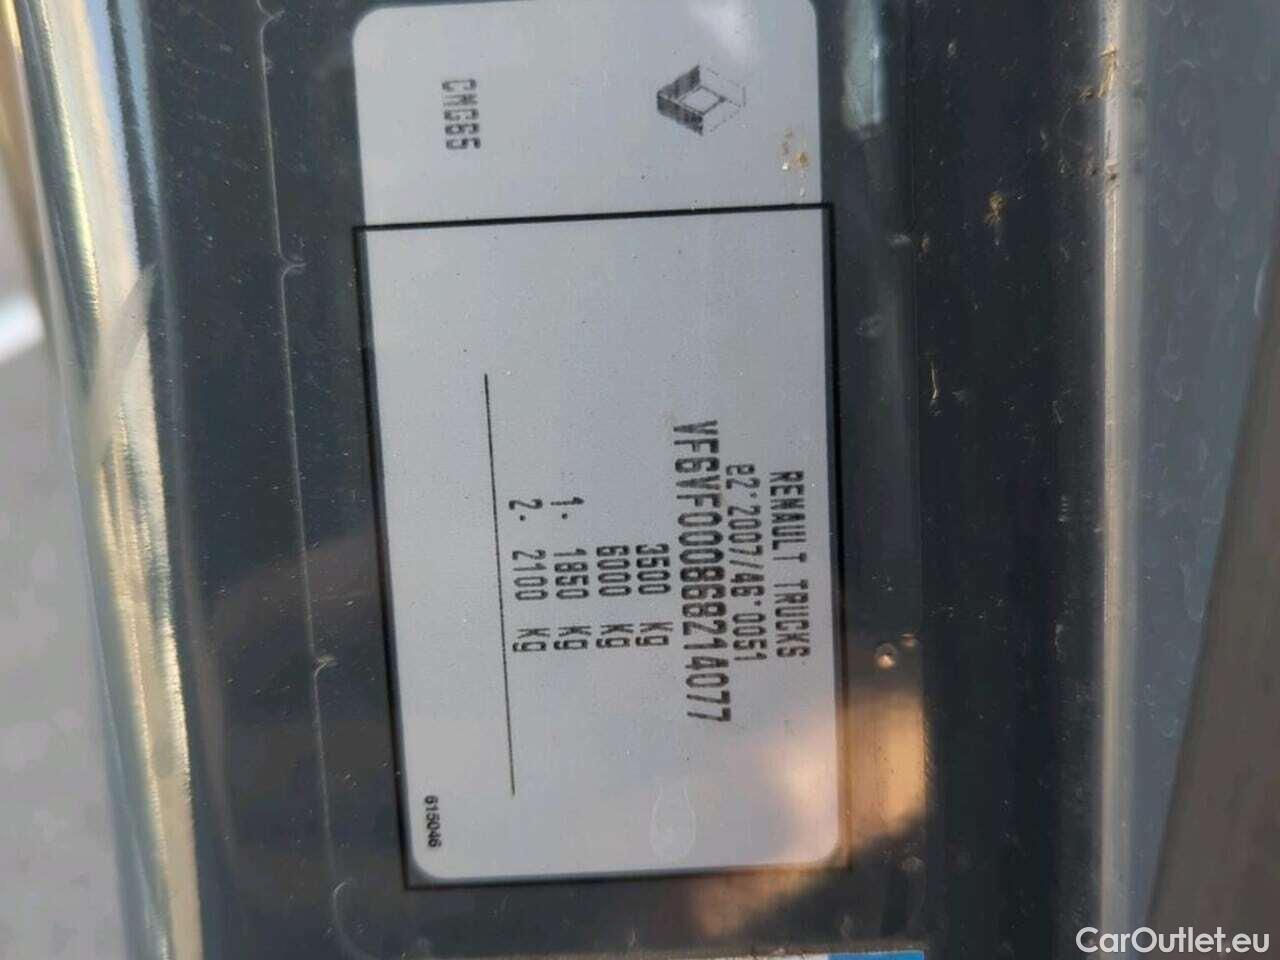 RENAULT TRUCKS
e2*2007/46*0051
VF6VF000868214077
3500 Kg
6000 Kg
1: 1850 Kg
2: 2100 Kg
CMG65
615046
CarOutlet.eu